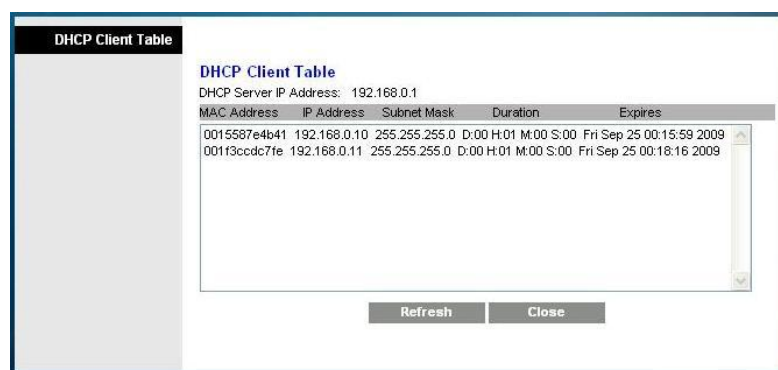 DHCP Client Table
DHCP Client Table
DHCP Server IP Address: 192.168.0.1
MAC Address IP Address Subnet Mask Duration Expires
0015587e4b41 192.168.0.10 255.255.255.0 D:00 H:01 M:00 S:00 Fri Sep 25 00:15:59 2009
001f3ccdc7fe 192.168.0.11 255.255.255.0 D:00 H:01 M:00 S:00 Fri Sep 25 00:18:16 2009
Refresh Close